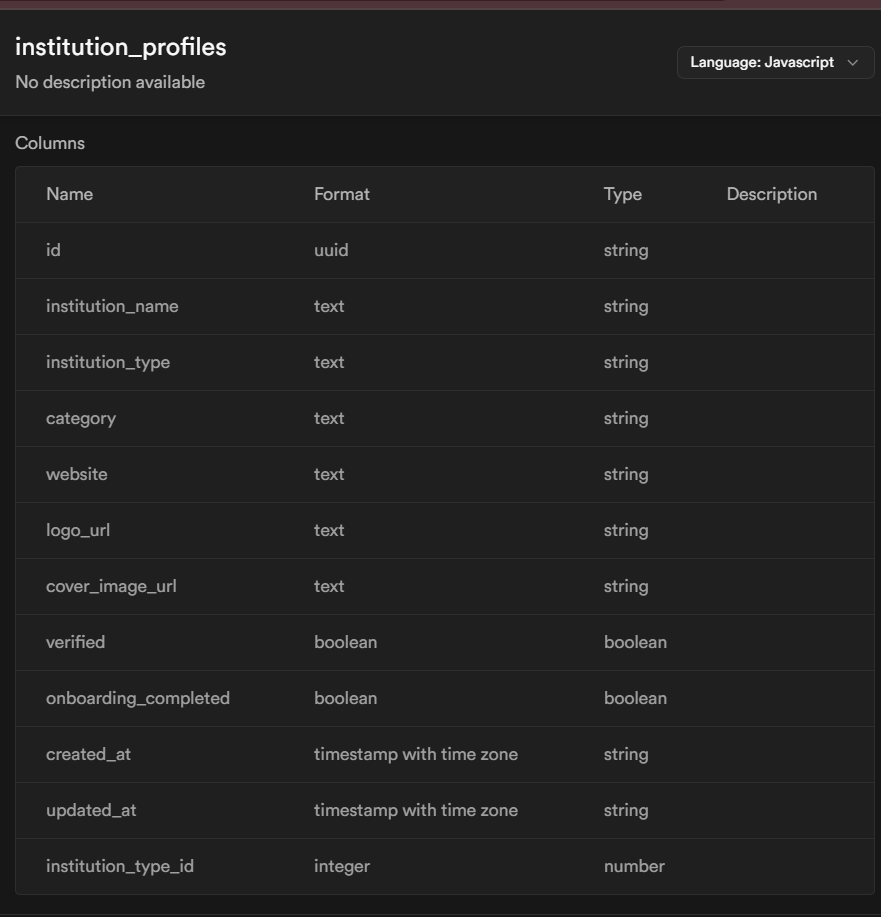 institution_profiles
No description available
Language: Javascript
Columns
Name Format Type Description
id uuid string
institution_name text string
institution_type text string
category text string
website text string
logo_url text string
cover_image_url text string
verified boolean boolean
onboarding_completed boolean boolean
created_at timestamp with time zone string
updated_at timestamp with time zone string
institution_type_id integer number